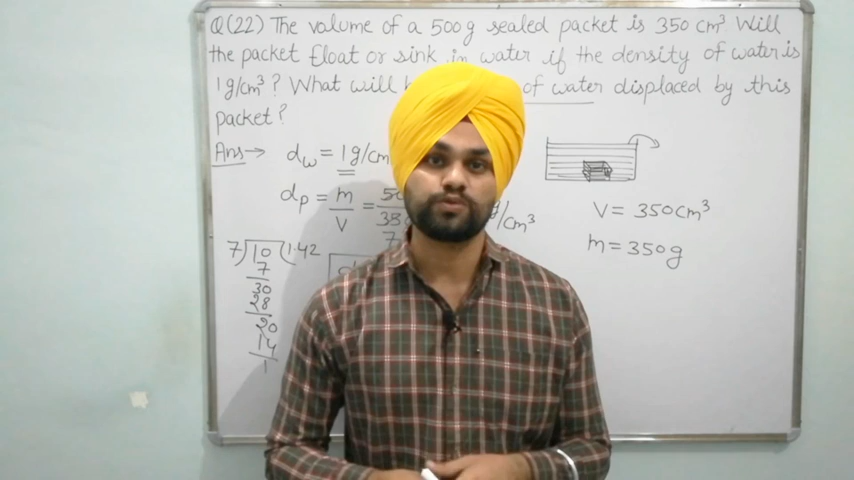 Q(22) The valume of a 500g sealed packet is 350 cm³. Will
the packet float or sink in water if the density of water is
1g/cm³? What will of water displaced by this
packet?
Ans→ dw = 1g/cm
dp = m/V = g/cm³
V = 350cm³
m = 350g
7)10(1.42
7
30
28
20
14
1